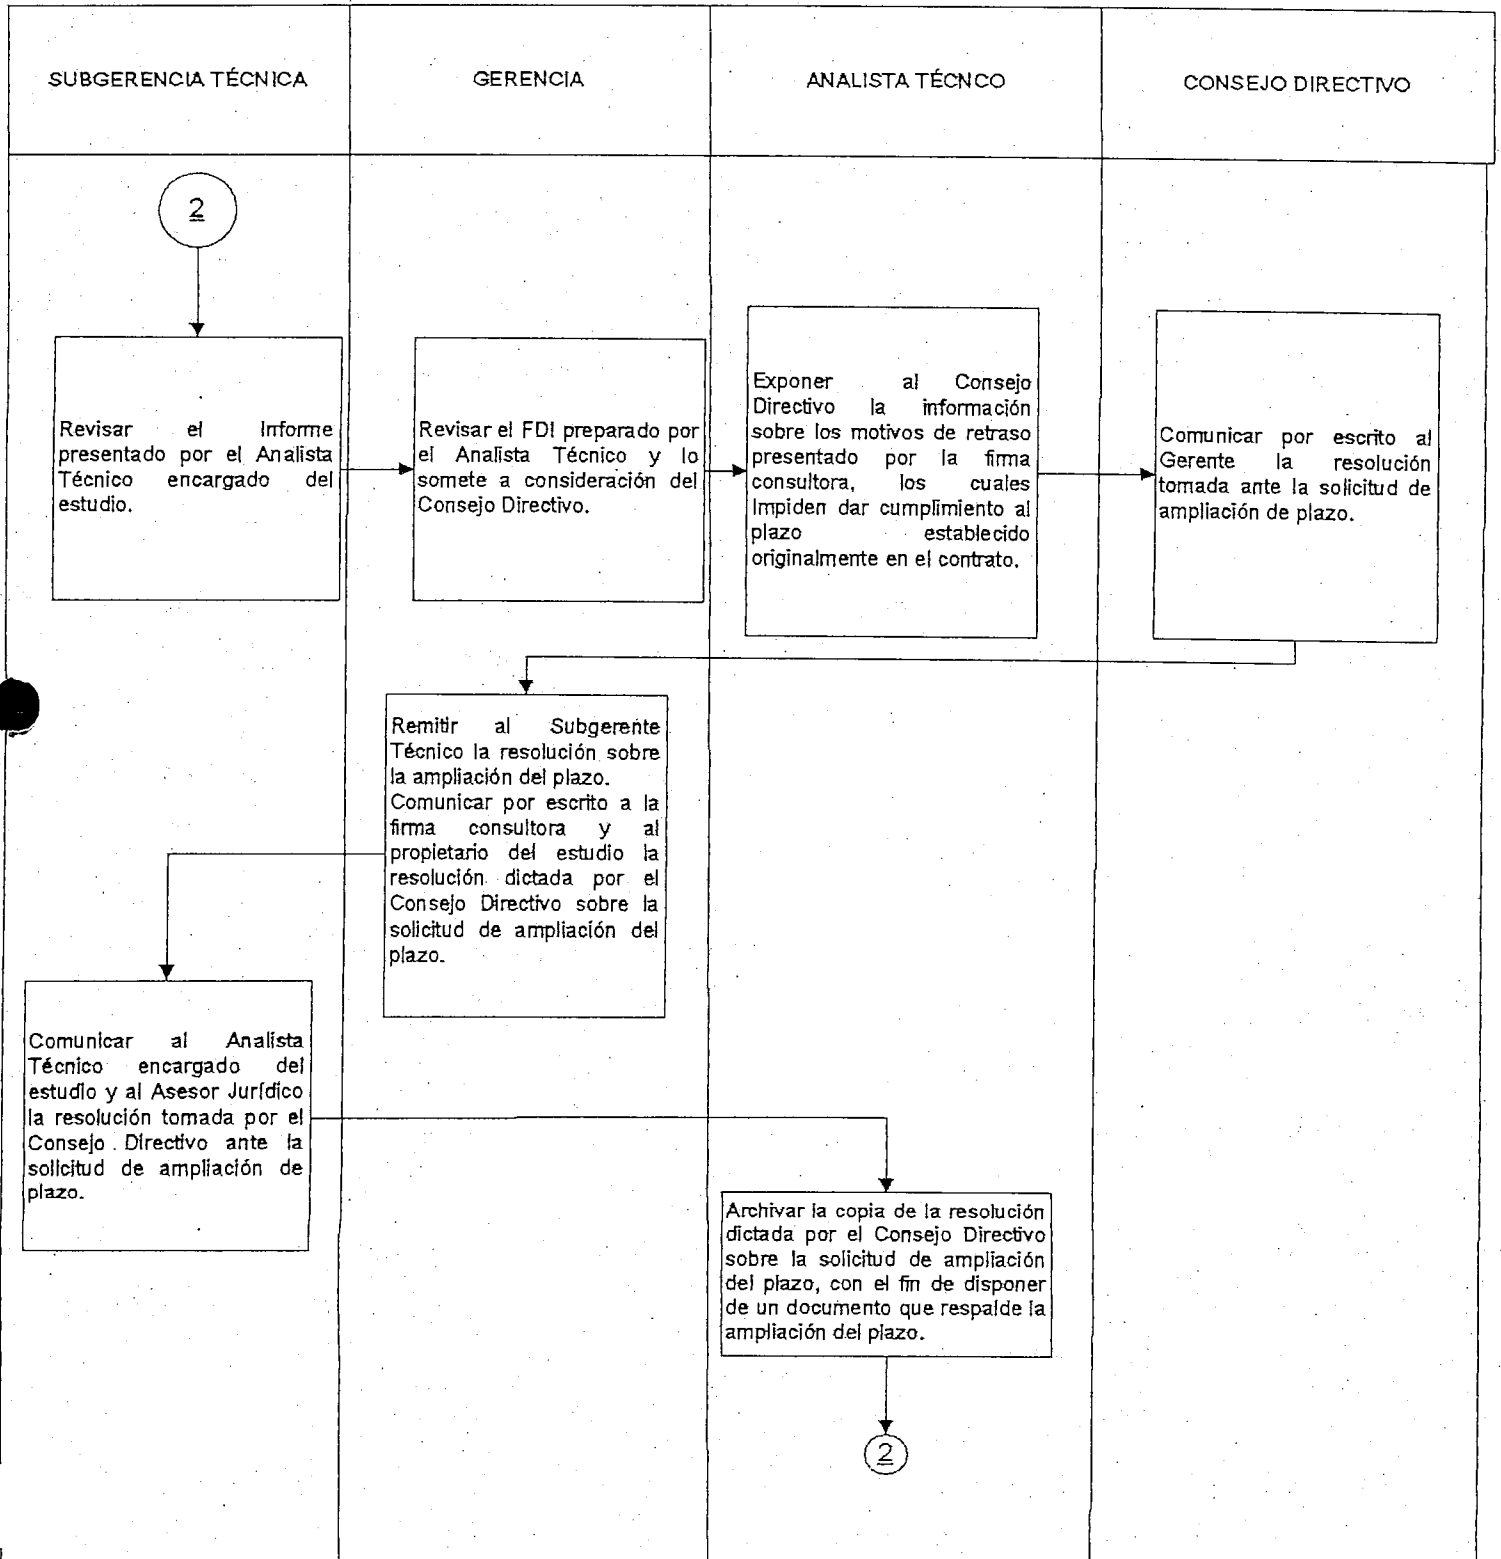 SUBGERENCIA TÉCNICA
GERENCIA
ANALISTA TÉCNCO
CONSEJO DIRECTIVO
2
Revisar el Informe
presentado por el Analista
Técnico encargado del
estudio.
Revisar el FDI preparado por
el Analista Técnico y lo
somete a consideración del
Consejo Directivo.
Exponer al Consejo
Directivo la información
sobre los motivos de retraso
presentado por la firma
consultora, los cuales
Impiden dar cumplimiento al
plazo establecido
originalmente en el contrato.
Comunicar por escrito al
Gerente la resolución
tomada ante la solicitud de
ampliación de plazo.
Remitir al Subgerente
Técnico la resolución sobre
la ampliación del plazo.
Comunicar por escrito a la
firma consultora y al
propietario del estudio la
resolución dictada por el
Consejo Directivo sobre la
solicitud de ampliación del
plazo.
Comunicar al Analista
Técnico encargado del
estudio y al Asesor Jurídico
la resolución tomada por el
Consejo Directivo ante la
solicitud de ampliación de
plazo.
Archivar la copia de la resolución
dictada por el Consejo Directivo
sobre la solicitud de ampliación
del plazo, con el fin de disponer
de un documento que respalde la
ampliación del plazo.
2